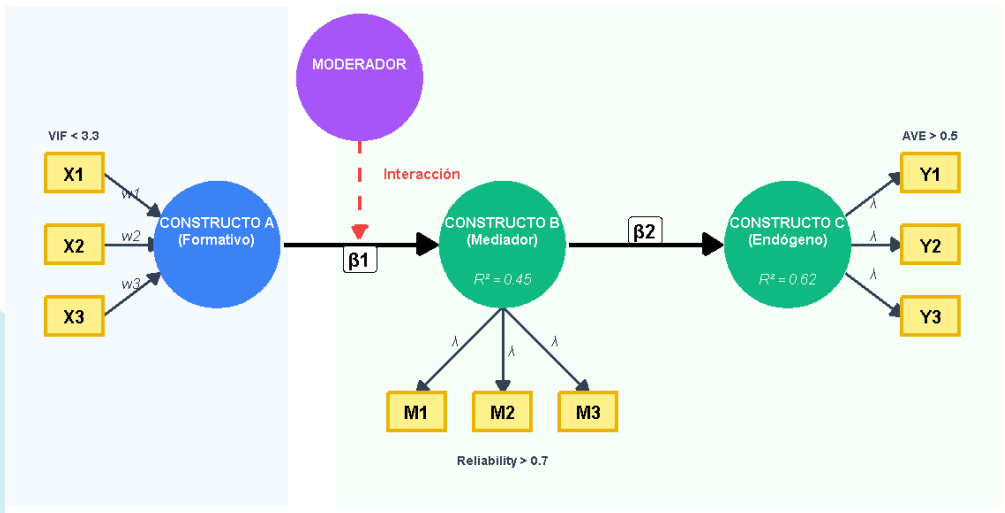 MODERADOR
VIF < 3.3
AVE > 0.5
X1
w1
Interacción
Y1
λ
CONSTRUCTO A
(Formativo)
CONSTRUCTO B
(Mediador)
CONSTRUCTO C
(Endógeno)
X2
w2
β1
β2
λ
Y2
R² = 0.45
R² = 0.62
X3
w3
λ
Y3
λ
λ
λ
M1
M2
M3
Reliability > 0.7